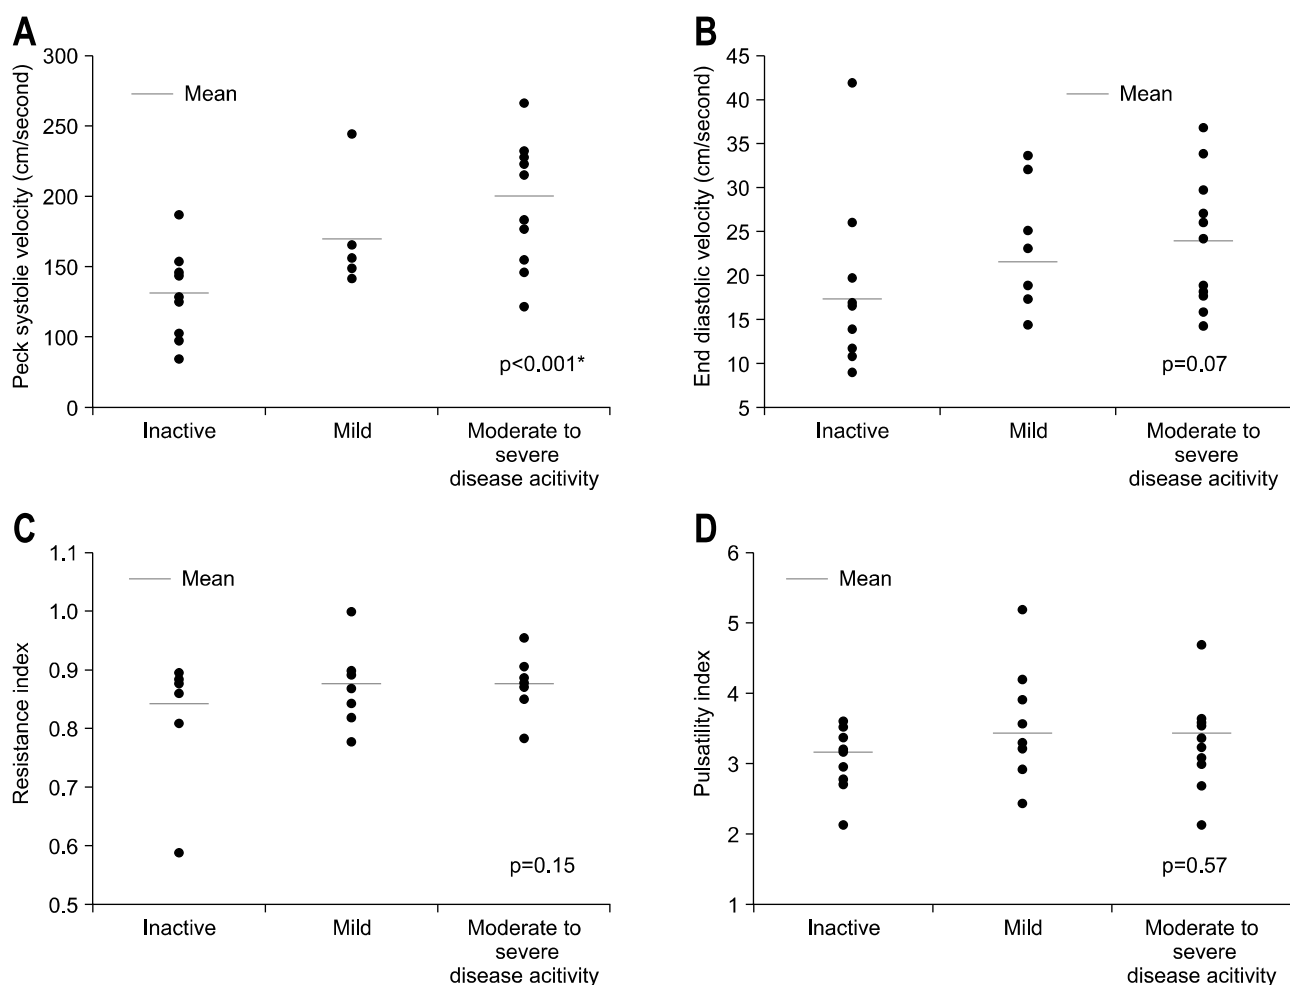 A
Peck systolie velocity (cm/second)
300
250
200
150
100
0
Mean
p<0.001*
Inactive
Mild
Moderate to
severe
disease acitivity
B
End diastolic velocity (cm/second)
45
40
35
30
25
20
15
10
5
Mean
p=0.07
Inactive
Mild
Moderate to
severe
disease acitivity
C
Resistance index
1.1
1.0
0.9
0.8
0.7
0.6
0.5
Mean
p=0.15
Inactive
Mild
Moderate to
severe
disease acitivity
D
Pulsatility index
6
5
4
3
2
1
Mean
p=0.57
Inactive
Mild
Moderate to
severe
disease acitivity